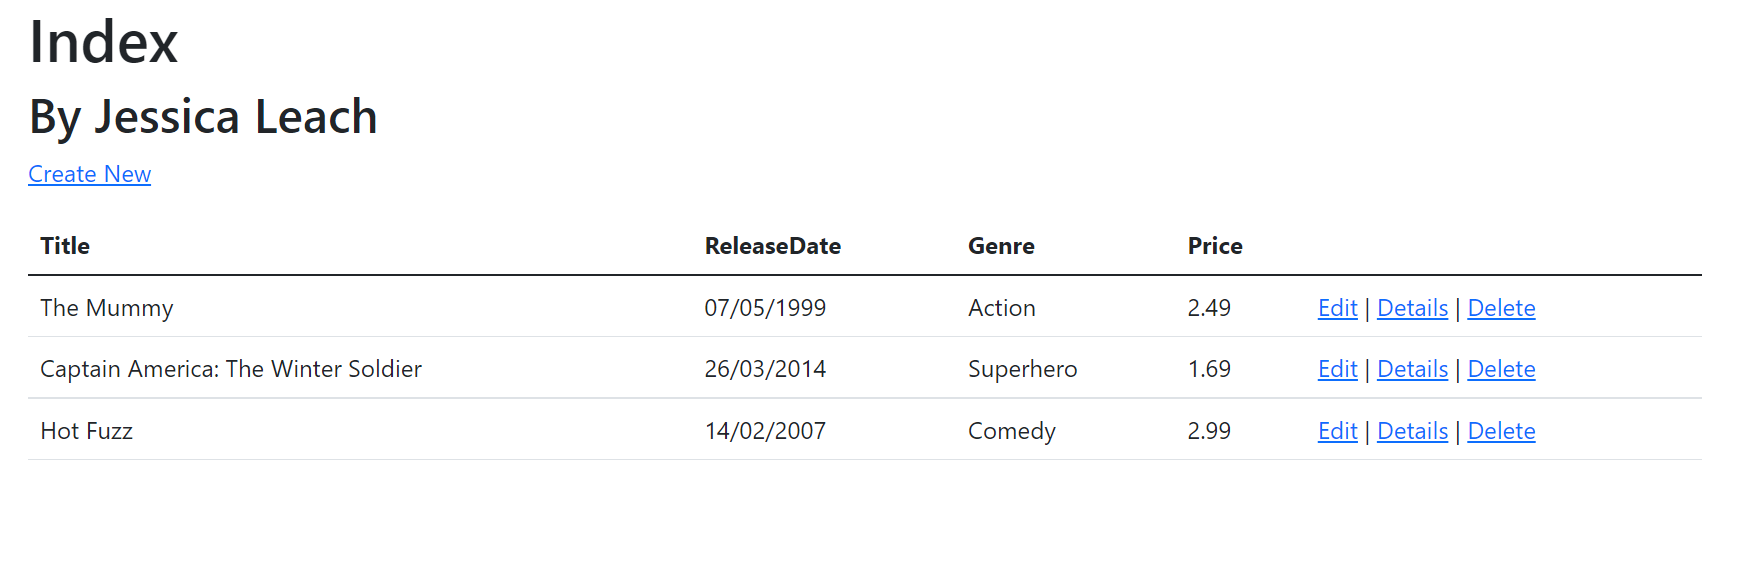 Index
By Jessica Leach
Create New
Title ReleaseDate Genre Price
The Mummy 07/05/1999 Action 2.49 Edit | Details | Delete
Captain America: The Winter Soldier 26/03/2014 Superhero 1.69 Edit | Details | Delete
Hot Fuzz 14/02/2007 Comedy 2.99 Edit | Details | Delete